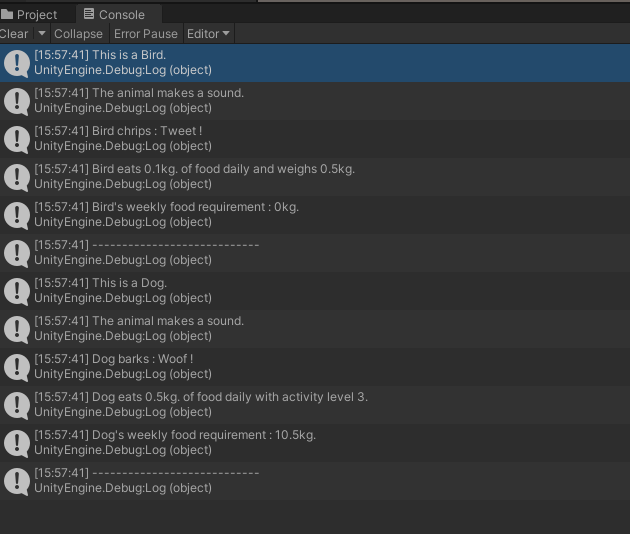 Project
Console
Clear
Collapse
Error Pause
Editor
[15:57:41] This is a Bird.
UnityEngine.Debug:Log (object)
[15:57:41] The animal makes a sound.
UnityEngine.Debug:Log (object)
[15:57:41] Bird chrips : Tweet !
UnityEngine.Debug:Log (object)
[15:57:41] Bird eats 0.1kg. of food daily and weighs 0.5kg.
UnityEngine.Debug:Log (object)
[15:57:41] Bird's weekly food requirement : 0kg.
UnityEngine.Debug:Log (object)
[15:57:41] ----------------------------
UnityEngine.Debug:Log (object)
[15:57:41] This is a Dog.
UnityEngine.Debug:Log (object)
[15:57:41] The animal makes a sound.
UnityEngine.Debug:Log (object)
[15:57:41] Dog barks : Woof !
UnityEngine.Debug:Log (object)
[15:57:41] Dog eats 0.5kg. of food daily with activity level 3.
UnityEngine.Debug:Log (object)
[15:57:41] Dog's weekly food requirement : 10.5kg.
UnityEngine.Debug:Log (object)
[15:57:41] ----------------------------
UnityEngine.Debug:Log (object)